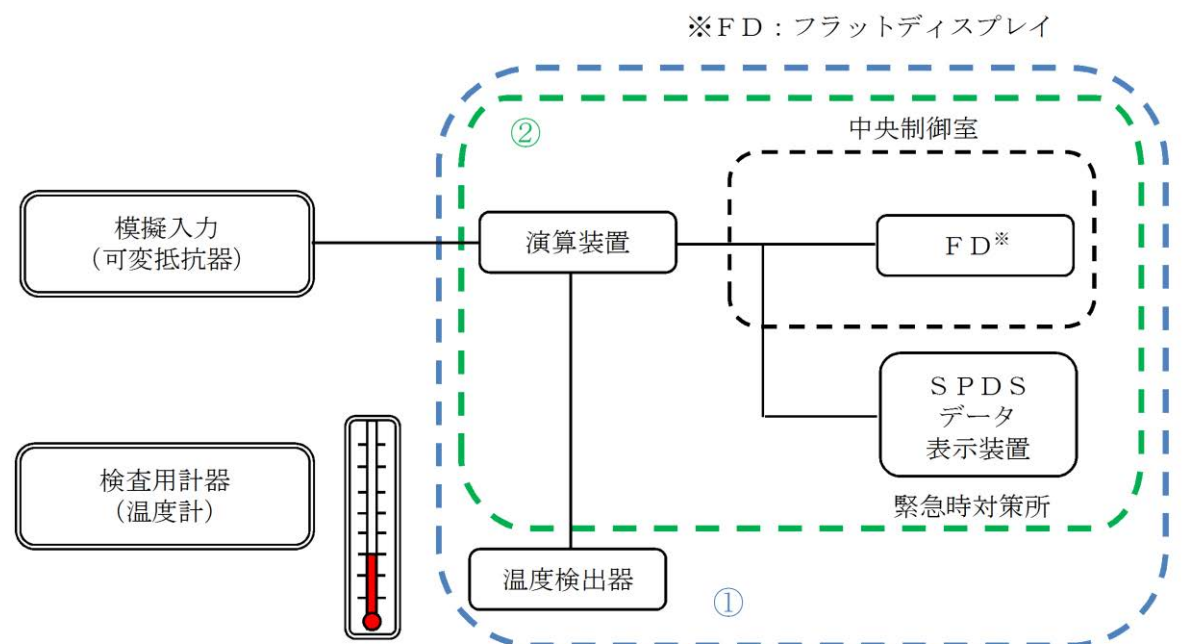 ※ＦＤ：フラットディスプレイ
②
中央制御室
模擬入力
（可変抵抗器）
演算装置
ＦＤ※
ＳＰＤＳ
データ
表示装置
検査用計器
（温度計）
緊急時対策所
温度検出器
①